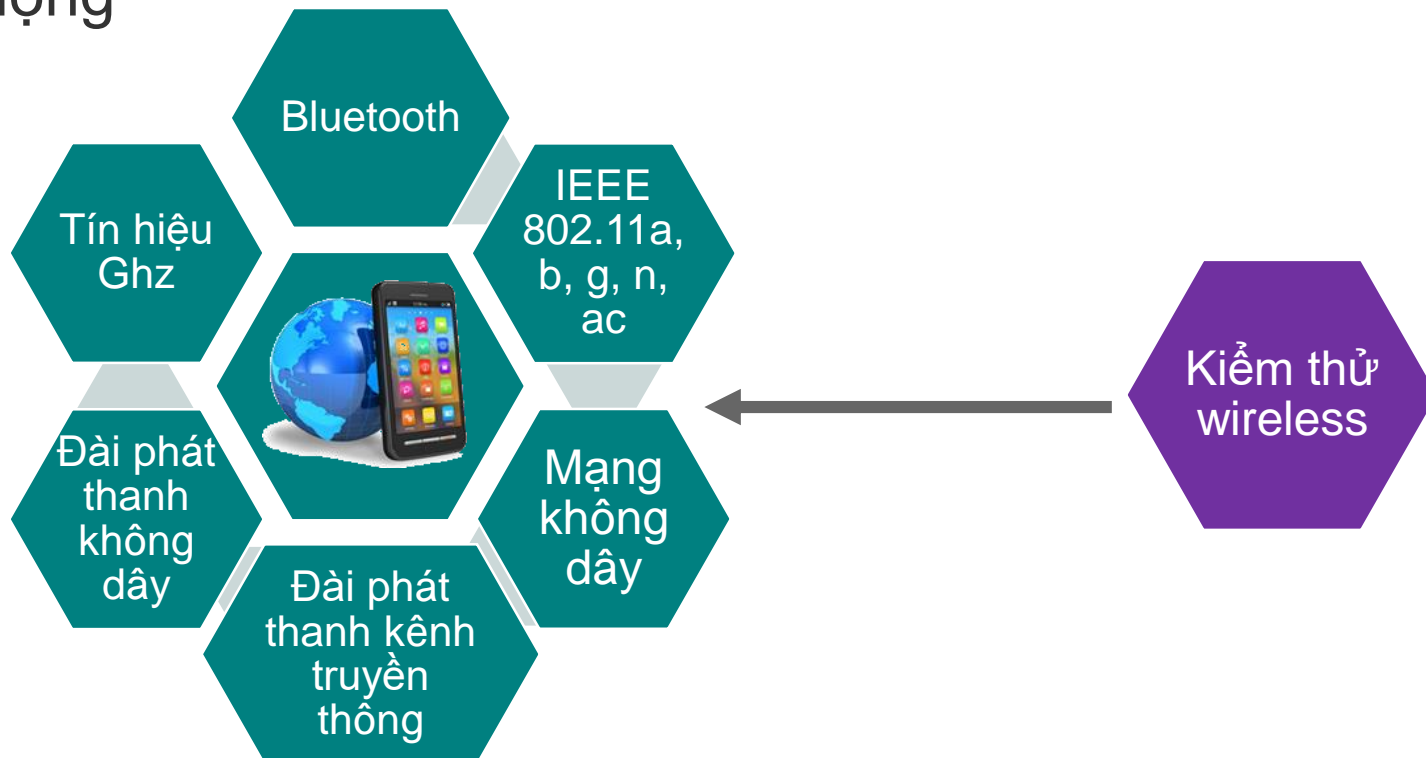 Bluetooth
IEEE
802.11a,
b, g, n,
ac
Tín hiệu
Ghz
Mạng
không
dây
Đài phát
thanh
không
dây
Đài phát
thanh kênh
truyền
thông
Kiểm thử
wireless